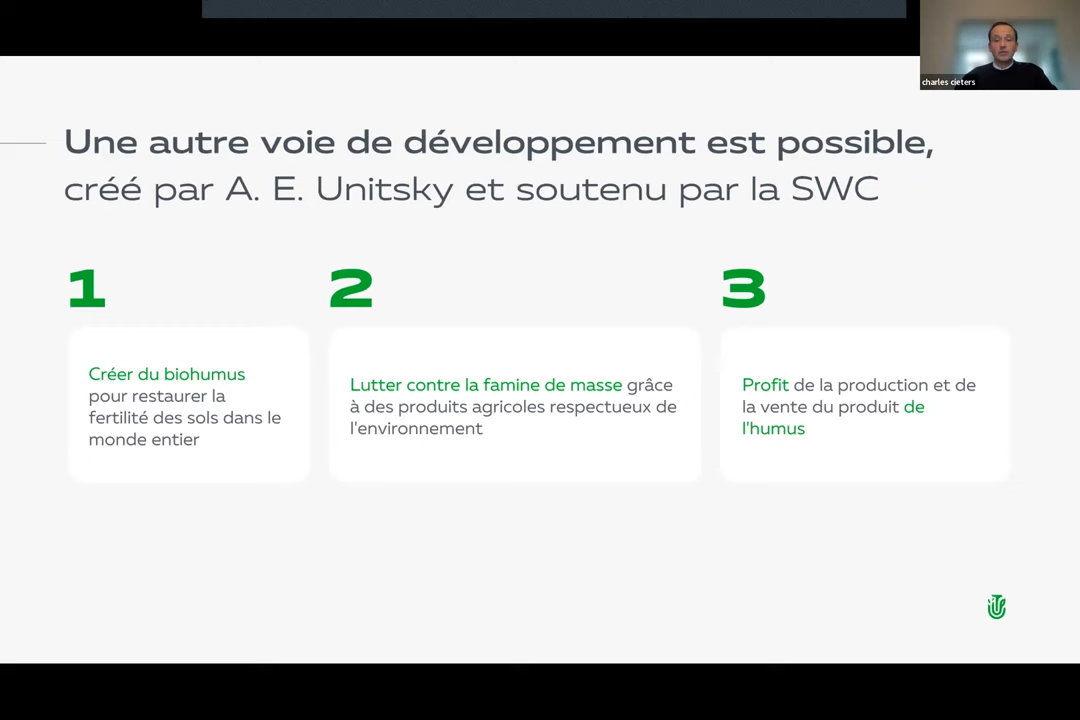 charles cieters
Une autre voie de développement est possible,
créé par A. E. Unitsky et soutenu par la SWC
1
Créer du biohumus
pour restaurer la
fertilité des sols dans le
monde entier
2
Lutter contre la famine de masse grâce
à des produits agricoles respectueux de
l'environnement
3
Profit de la production et de
la vente du produit de
l'humus